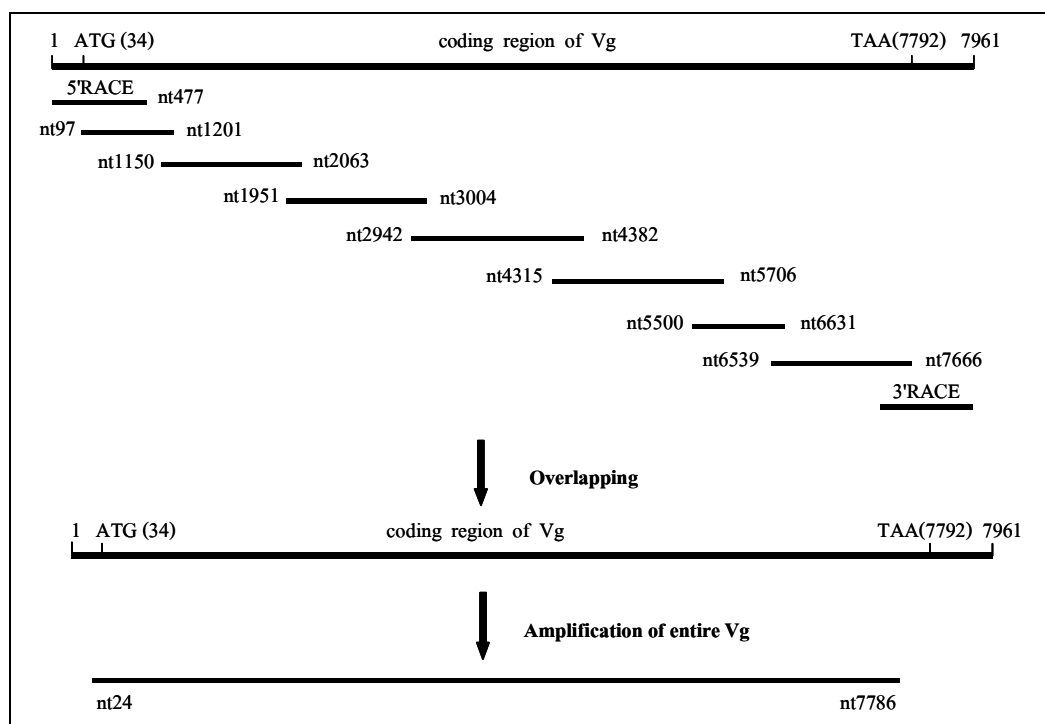 1 ATG (34) coding region of Vg TAA(7792) 7961
5'RACE nt477
nt97 nt1201
nt1150 nt2063
nt1951 nt3004
nt2942 nt4382
nt4315 nt5706
nt5500 nt6631
nt6539 nt7666
3'RACE
Overlapping
1 ATG (34) coding region of Vg TAA(7792) 7961
Amplification of entire Vg
nt24 nt7786